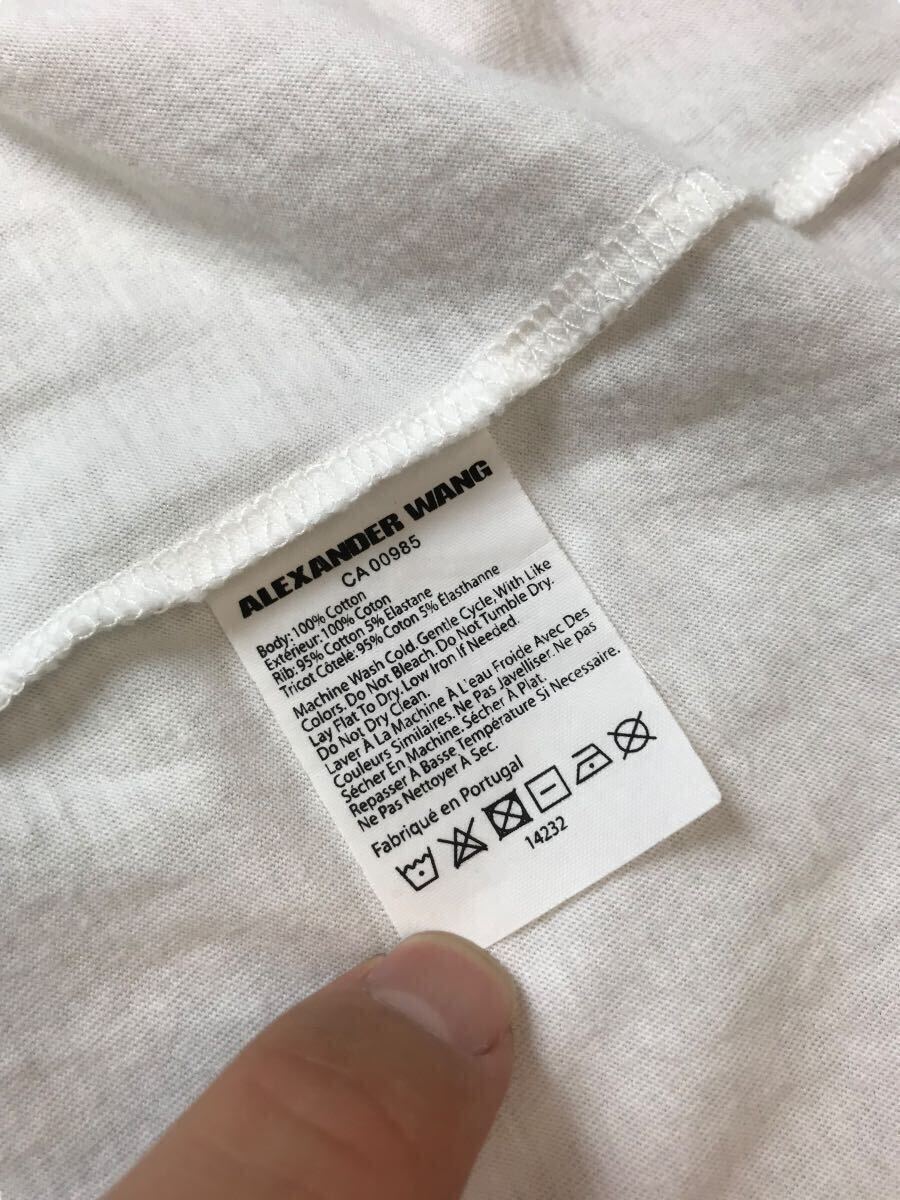 ALEXANDER WANG
CA 00985
Body: 100% Cotton
Extérieur: 100% Coton
Rib: 95% Cotton 5% Elastane
Tricot Côtelé: 95% Coton 5% Élasthanne
Machine Wash Cold. Gentle Cycle, With Like
Colors. Do Not Bleach. Do Not Tumble Dry.
Lay Flat To Dry. Low Iron If Needed.
Do Not Dry Clean.
Laver À La Machine À L'eau Froide Avec Des
Couleurs Similaires. Ne Pas Javelliser. Ne pas
Sécher En Machine. Sécher À Plat.
Repasser À Basse Température Si Necessaire.
Ne Pas Nettoyer À Sec.
Fabriqué en Portugal
14232